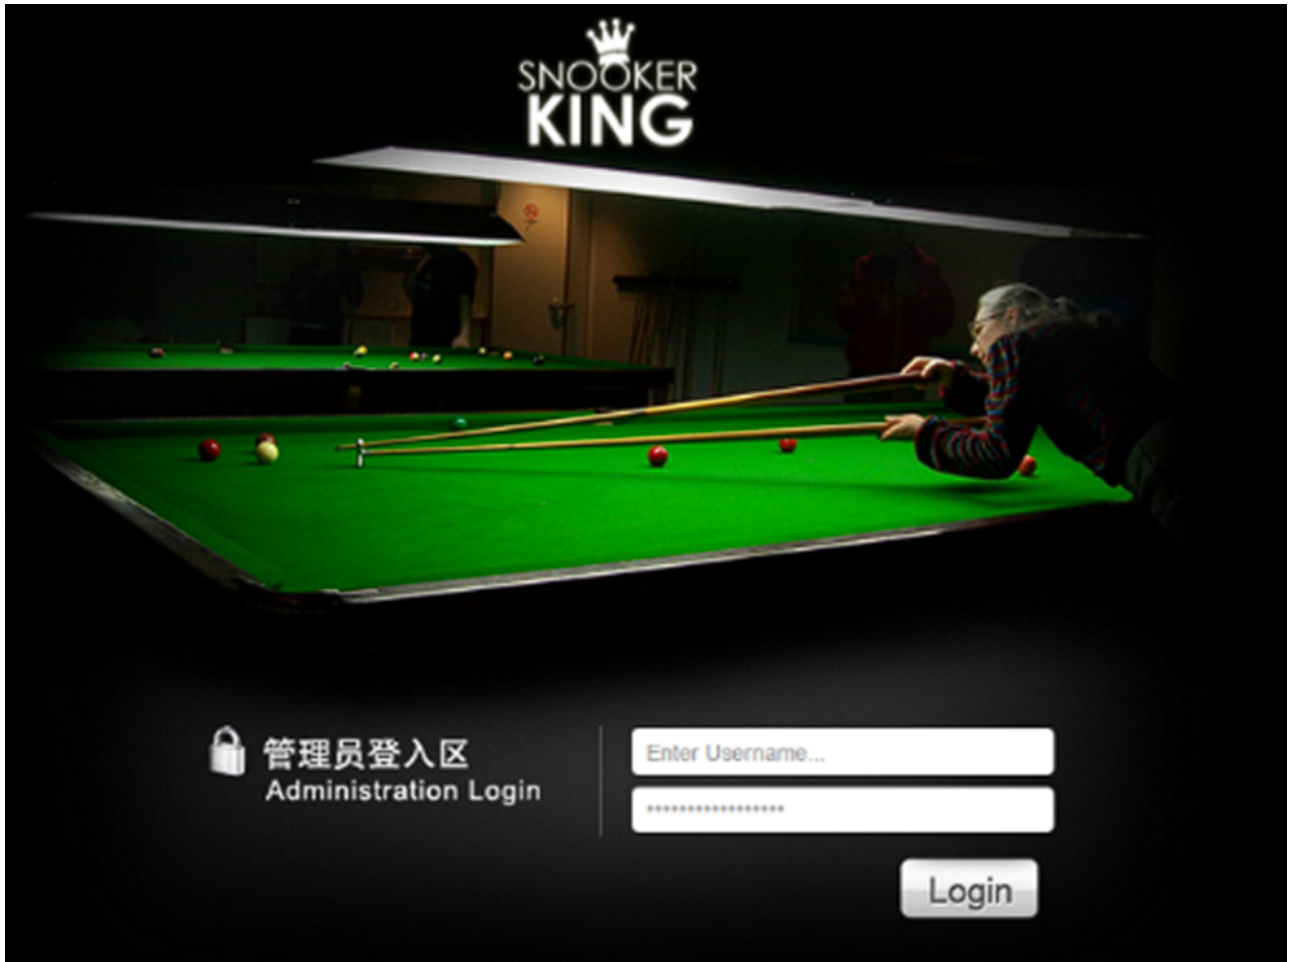 SNOOKER
KING
管理员登入区
Administration Login
Enter Username...
•••••••••••••••••
Login